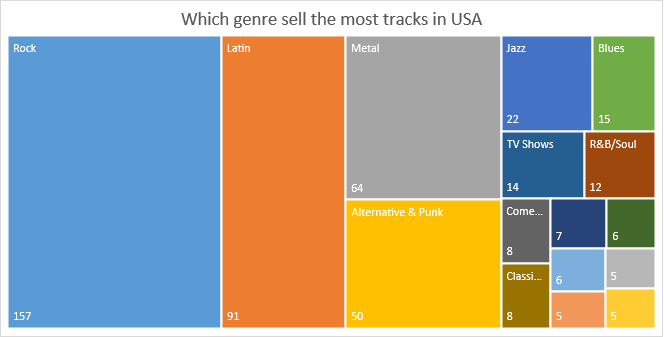 Which genre sell the most tracks in USA
Rock
157
Latin
91
Metal
64
Alternative & Punk
50
Jazz
22
Blues
15
TV Shows
14
R&B/Soul
12
Come...
8
Classi...
8
7
6
6
5
5
5